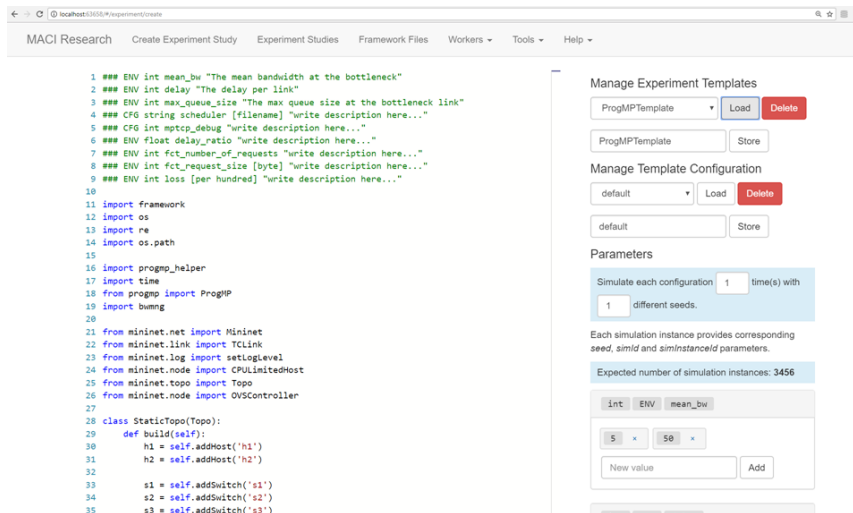 localhost:63658/#/experiment/create
MACI Research Create Experiment Study Experiment Studies Framework Files Workers Tools Help
1 ### ENV int mean_bw "The mean bandwidth at the bottleneck"
2 ### ENV int delay "The delay per link"
3 ### ENV int max_queue_size "The max queue size at the bottleneck link"
4 ### CFG string scheduler [filename] "write description here..."
5 ### CFG int mptcp_debug "write description here..."
6 ### ENV float delay_ratio "write description here..."
7 ### ENV int fct_number_of_requests "write description here..."
8 ### ENV int fct_request_size [byte] "write description here..."
9 ### ENV int loss [per hundred] "write description here..."
10
11 import framework
12 import os
13 import re
14 import os.path
15
16 import progmp_helper
17 import time
18 from progmp import ProgMP
19 import bwmng
20
21 from mininet.net import Mininet
22 from mininet.link import TCLink
23 from mininet.log import setLogLevel
24 from mininet.node import CPULimitedHost
25 from mininet.topo import Topo
26 from mininet.node import OVSController
27
28 class StaticTopo(Topo):
29 def build(self):
30 h1 = self.addHost('h1')
31 h2 = self.addHost('h2')
32
33 s1 = self.addSwitch('s1')
34 s2 = self.addSwitch('s2')
35 s3 = self.addSwitch('s3')
Manage Experiment Templates
ProgMPTemplate Load Delete
ProgMPTemplate Store
Manage Template Configuration
default Load Delete
default Store
Parameters
Simulate each configuration 1 time(s) with
1 different seeds.
Each simulation instance provides corresponding
seed, simId and simInstanceId parameters.
Expected number of simulation instances: 3456
int ENV mean_bw
5 × 50 ×
New value Add